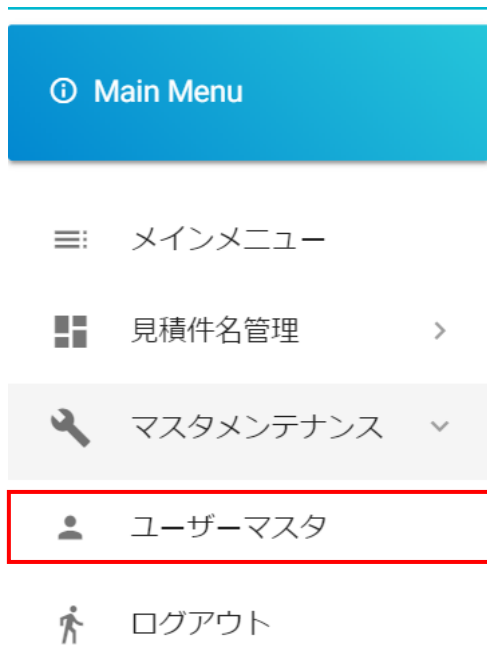 Main Menu
メインメニュー
見積件名管理
マスタメンテナンス
ユーザーマスタ
ログアウト